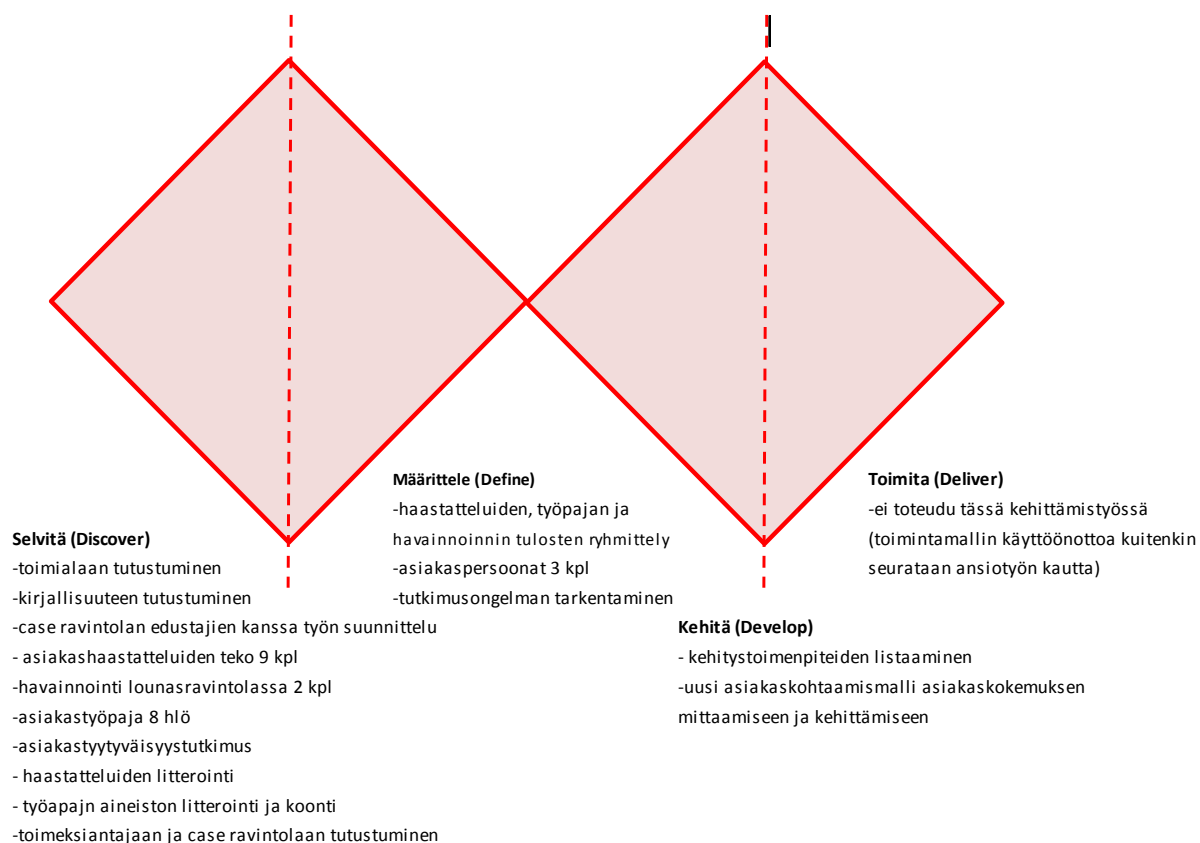 Selvitä (Discover)
-toimialaan tutustuminen
-kirjallisuuteen tutustuminen
-case ravintolan edustajien kanssa työn suunnittelu
- asiakashaastatteluiden teko 9 kpl
-havainnointi lounasravintolassa 2 kpl
-asiakastyöpaja 8 hlö
-asiakastyytyväisyystutkimus
- haastatteluiden litterointi
- työapajn aineiston litterointi ja koonti
-toimeksiantajaan ja case ravintolaan tutustuminen
Määrittele (Define)
-haastatteluiden, työpajan ja
havainnoinnin tulosten ryhmittely
-asiakaspersoonat 3 kpl
-tutkimusongelman tarkentaminen
Kehitä (Develop)
- kehitystoimenpiteiden listaaminen
-uusi asiakaskohtaamismalli asiakaskokemuksen
mittaamiseen ja kehittämiseen
Toimita (Deliver)
-ei toteudu tässä kehittämistyössä
(toimintamallin käyttöönottoa kuitenkin
seurataan ansiotyön kautta)